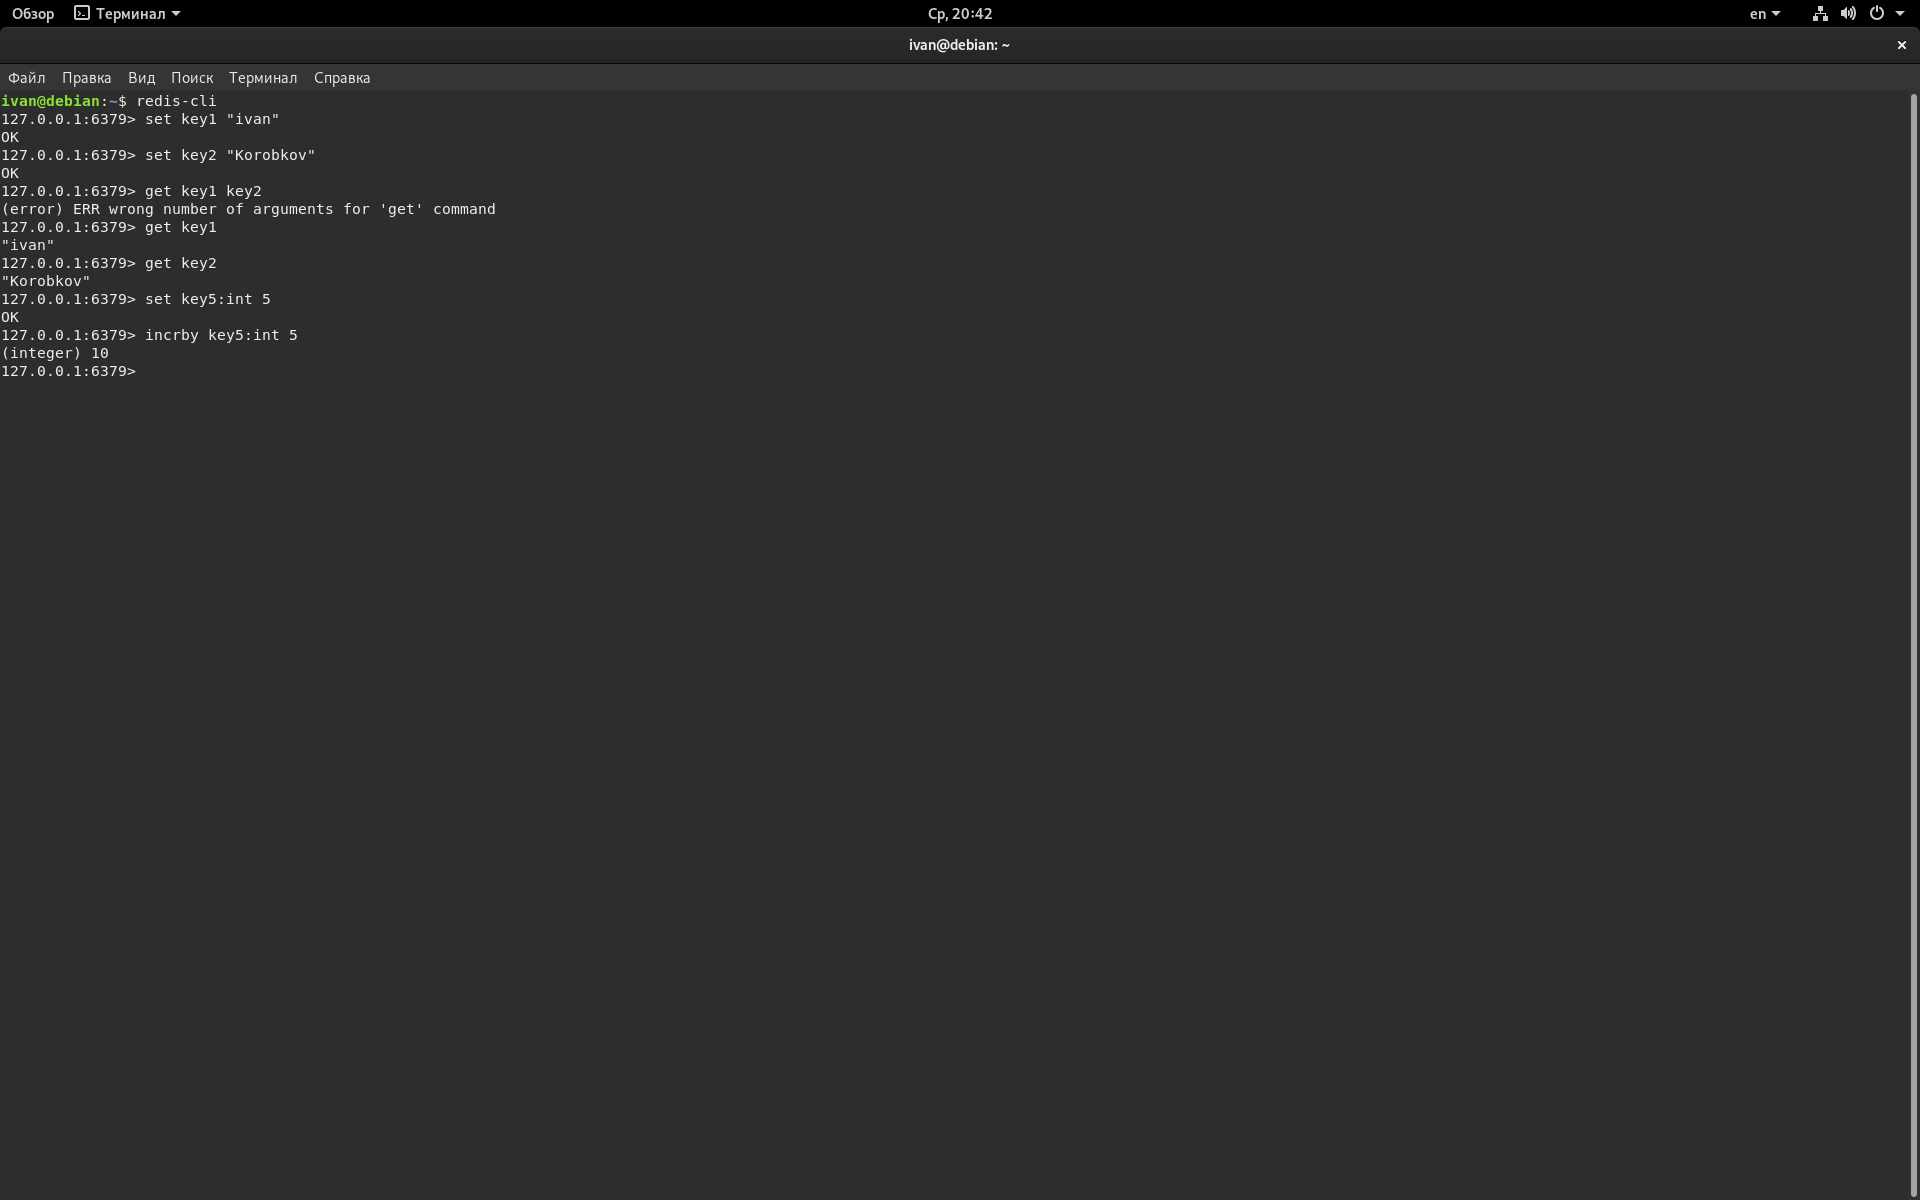 Обзор Терминал Ср, 20:42 en
ivan@debian: ~ ×
Файл Правка Вид Поиск Терминал Справка
ivan@debian:~$ redis-cli
127.0.0.1:6379> set key1 "ivan"
OK
127.0.0.1:6379> set key2 "Korobkov"
OK
127.0.0.1:6379> get key1 key2
(error) ERR wrong number of arguments for 'get' command
127.0.0.1:6379> get key1
"ivan"
127.0.0.1:6379> get key2
"Korobkov"
127.0.0.1:6379> set key5:int 5
OK
127.0.0.1:6379> incrby key5:int 5
(integer) 10
127.0.0.1:6379>